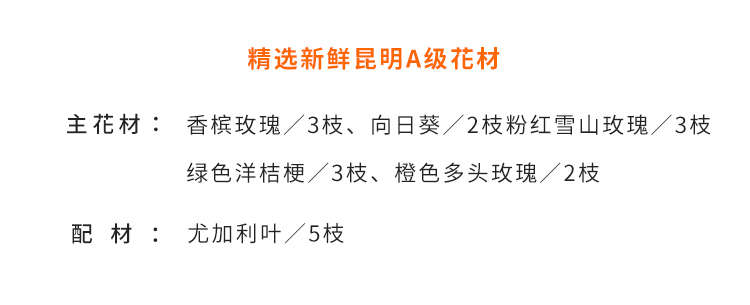 精选新鲜昆明A级花材
主花材： 香槟玫瑰／3枝、向日葵／2枝粉红雪山玫瑰／3枝
绿色洋桔梗／3枝、橙色多头玫瑰／2枝
配材： 尤加利叶／5枝